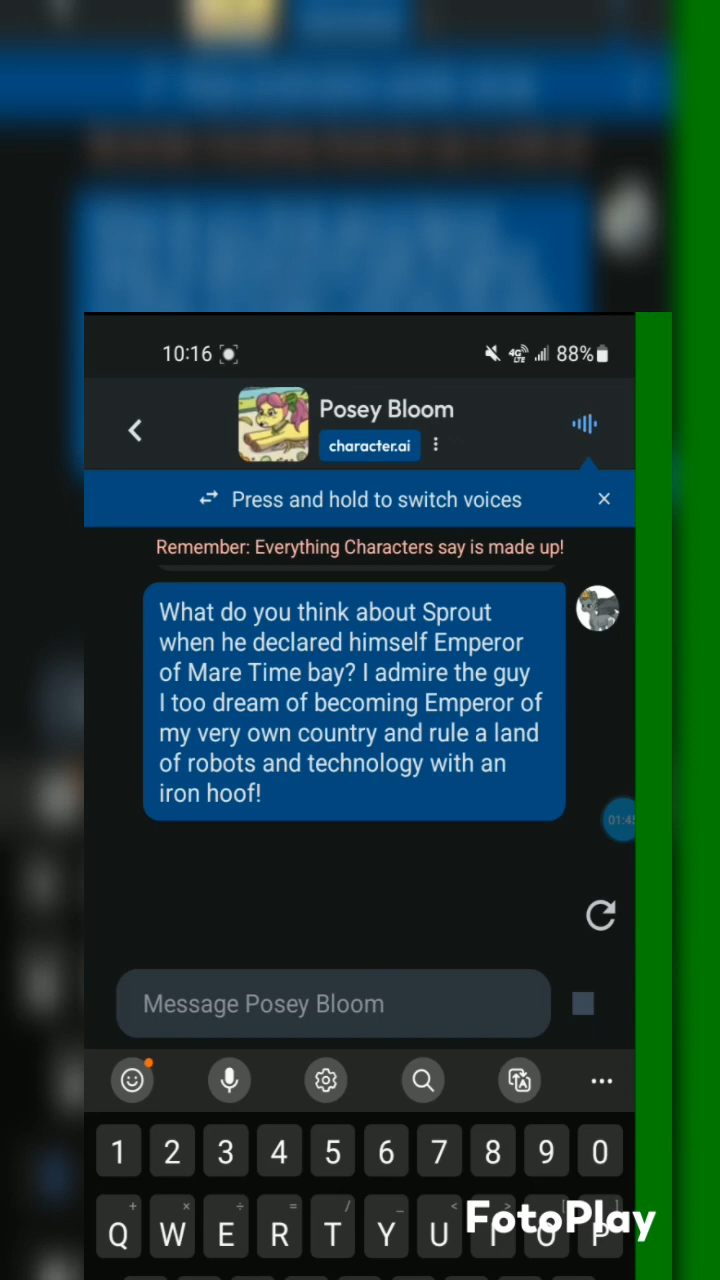 10:16 4G LTE 88%
Posey Bloom
character.ai
Press and hold to switch voices
Remember: Everything Characters say is made up!
What do you think about Sprout
when he declared himself Emperor
of Mare Time bay? I admire the guy
I too dream of becoming Emperor of
my very own country and rule a land
of robots and technology with an
iron hoof!
Message Posey Bloom
1 2 3 4 5 6 7 8 9 0
Q W E R T Y U I O P
FotoPlay